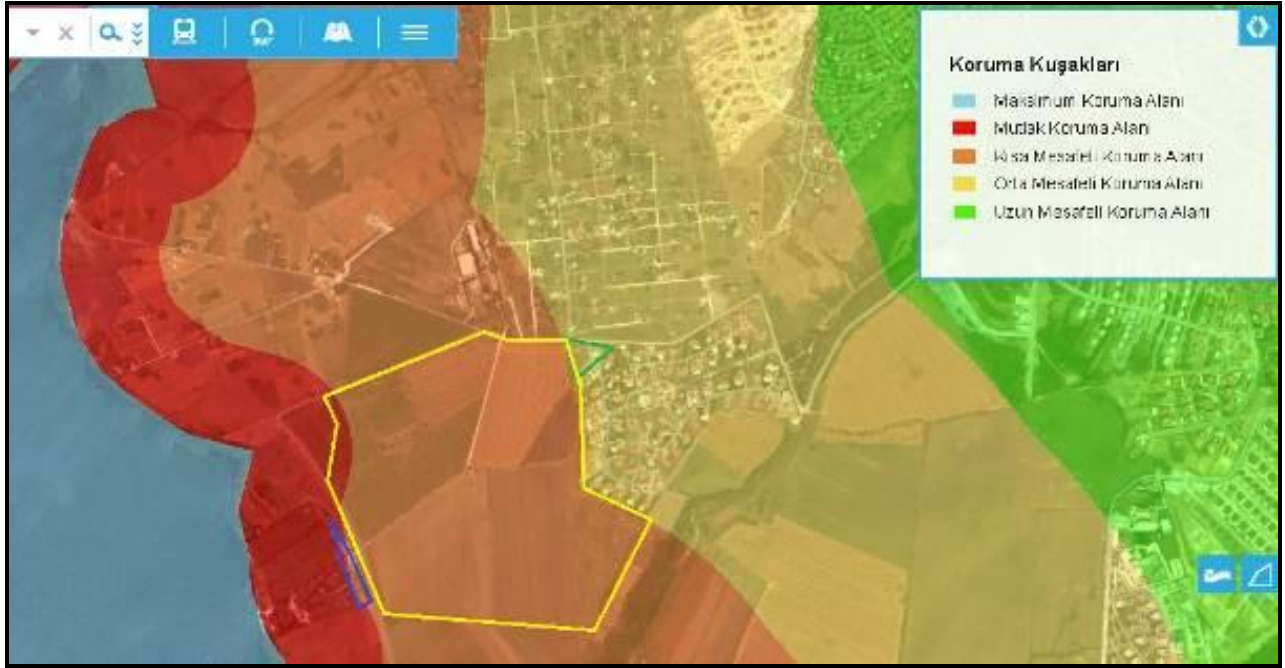 360°
Koruma Kuşakları
Maksimum Koruma Alanı
Mutlak Koruma Alanı
Kısa Mesafeli Koruma Alanı
Orta Mesafeli Koruma Alanı
Uzun Mesafeli Koruma Alanı